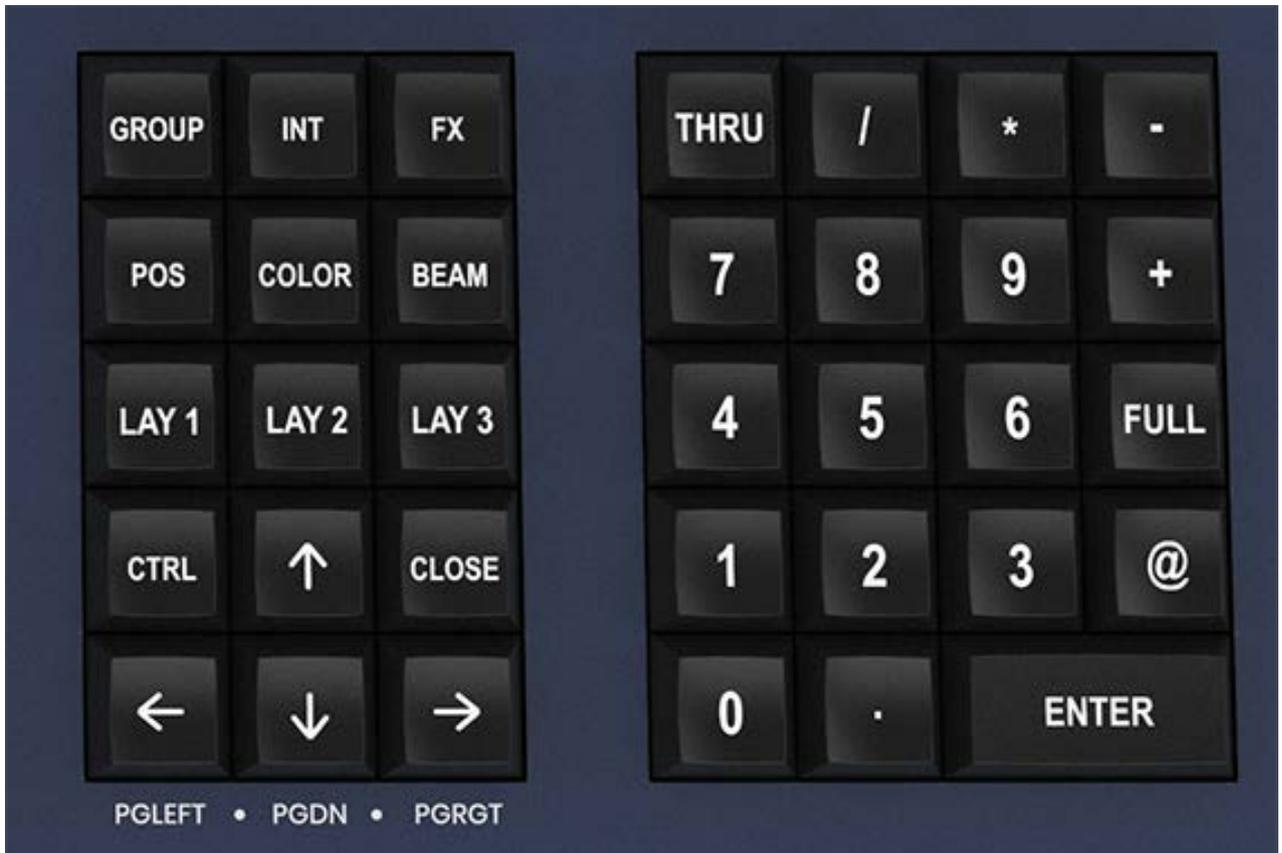 GROUP INT FX
POS COLOR BEAM
LAY 1 LAY 2 LAY 3
CTRL ↑ CLOSE
← ↓ →
PGLEFT • PGDN • PGRGT
THRU / * -
7 8 9 +
4 5 6 FULL
1 2 3 @
0 . ENTER